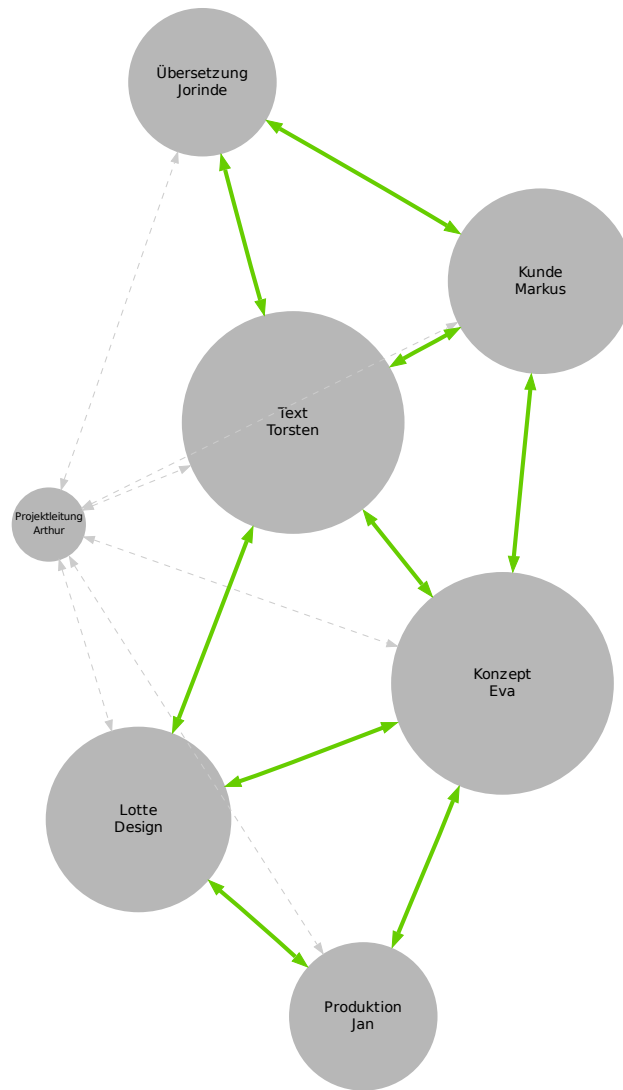 Übersetzung
Jorinde
Kunde
Markus
Text
Torsten
Projektleitung
Arthur
Konzept
Eva
Lotte
Design
Produktion
Jan